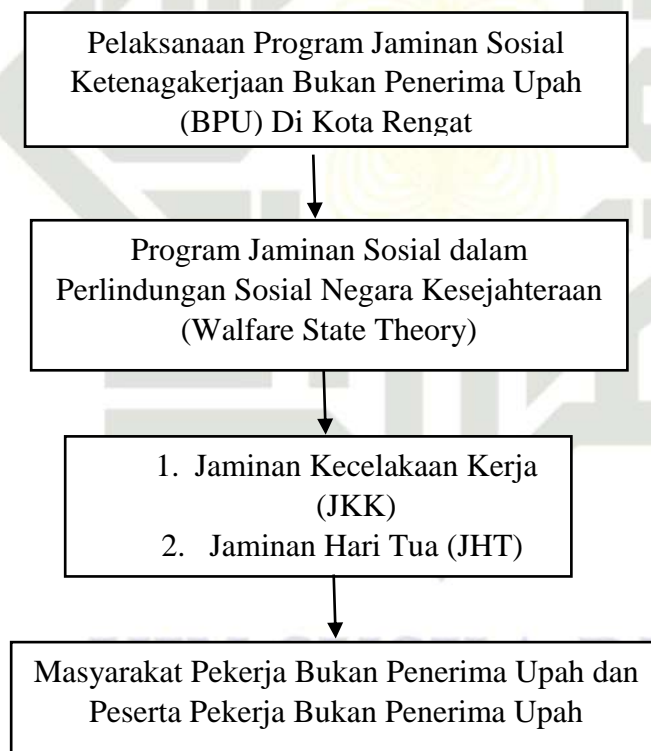 Pelaksanaan Program Jaminan Sosial
Ketenagakerjaan Bukan Penerima Upah
(BPU) Di Kota Rengat
Program Jaminan Sosial dalam
Perlindungan Sosial Negara Kesejahteraan
(Walfare State Theory)
1. Jaminan Kecelakaan Kerja
(JKK)
2. Jaminan Hari Tua (JHT)
Masyarakat Pekerja Bukan Penerima Upah dan
Peserta Pekerja Bukan Penerima Upah